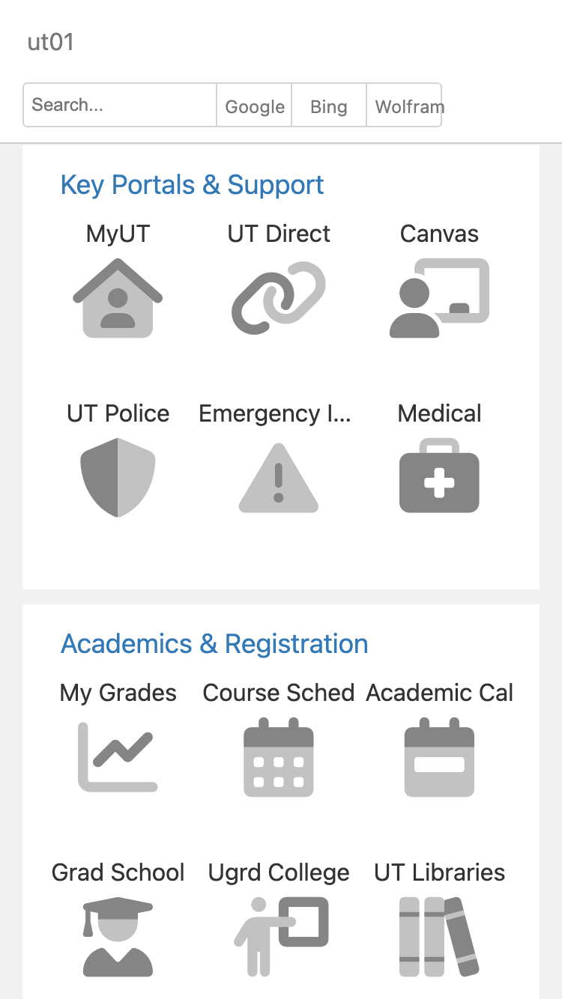 ut01
Search... Google Bing Wolfram
Key Portals & Support
MyUT UT Direct Canvas
UT Police Emergency I... Medical
Academics & Registration
My Grades Course Sched Academic Cal
Grad School Ugrd College UT Libraries